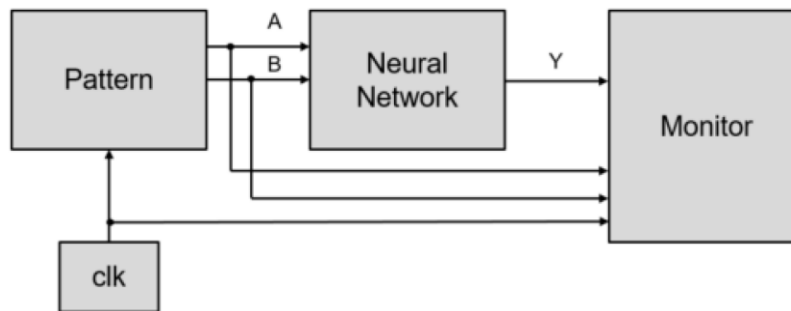 A
B
Pattern
Neural
Network
Y
Monitor
clk